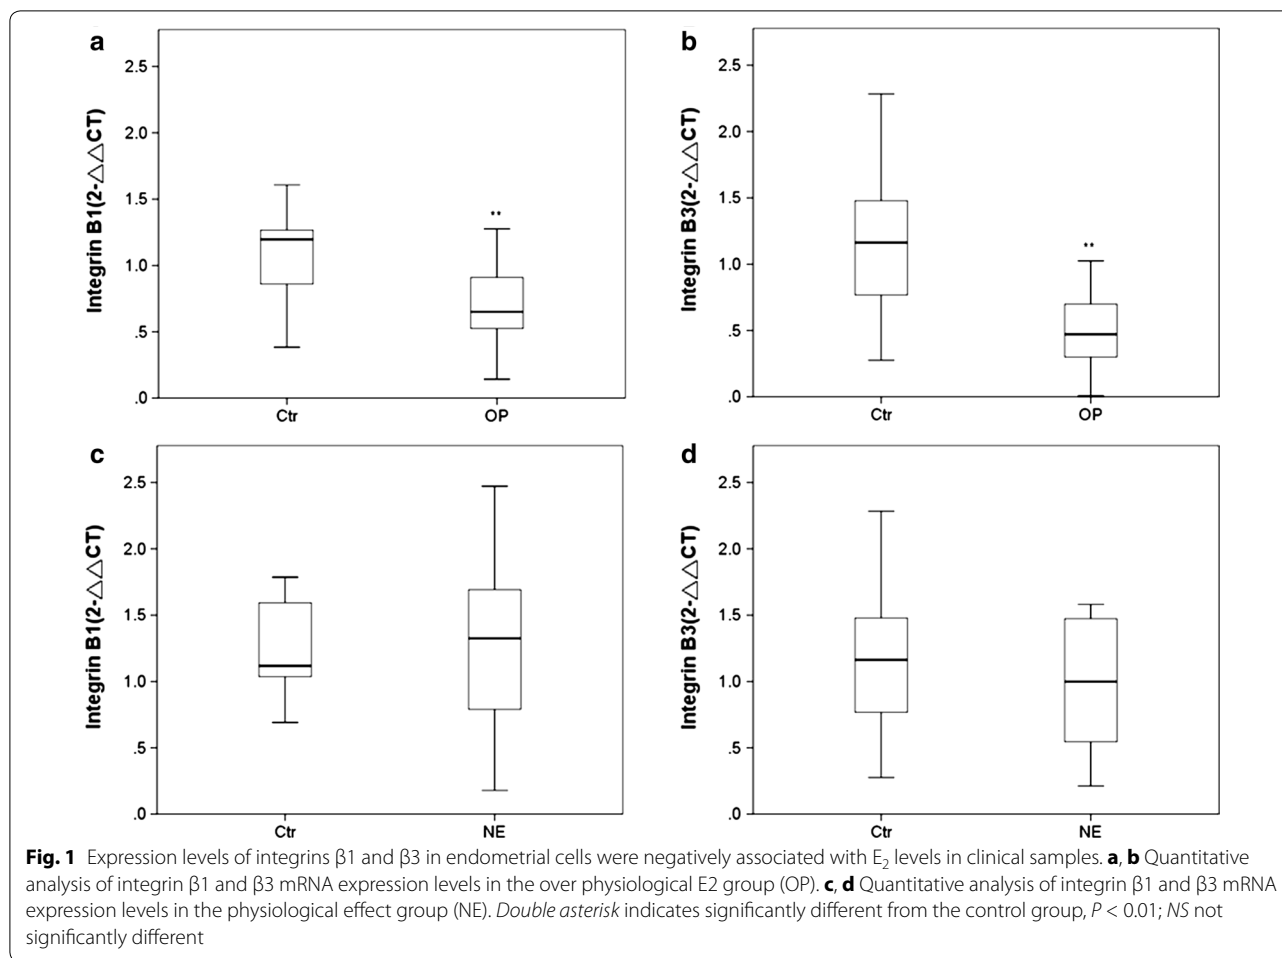 a
Integrin B1(2-△△CT)
2.5
2.0
1.5
1.0
.5
.0
**
Ctr OP
b
Integrin B3(2-△△CT)
2.5
2.0
1.5
1.0
.5
.0
**
Ctr OP
c
Integrin B1(2-△△CT)
2.5
2.0
1.5
1.0
.5
.0
Ctr NE
d
Integrin B3(2-△△CT)
2.5
2.0
1.5
1.0
.5
.0
Ctr NE
Fig. 1 Expression levels of integrins β1 and β3 in endometrial cells were negatively associated with E₂ levels in clinical samples. a, b Quantitative
analysis of integrin β1 and β3 mRNA expression levels in the over physiological E2 group (OP). c, d Quantitative analysis of integrin β1 and β3 mRNA
expression levels in the physiological effect group (NE). Double asterisk indicates significantly different from the control group, P < 0.01; NS not
significantly different